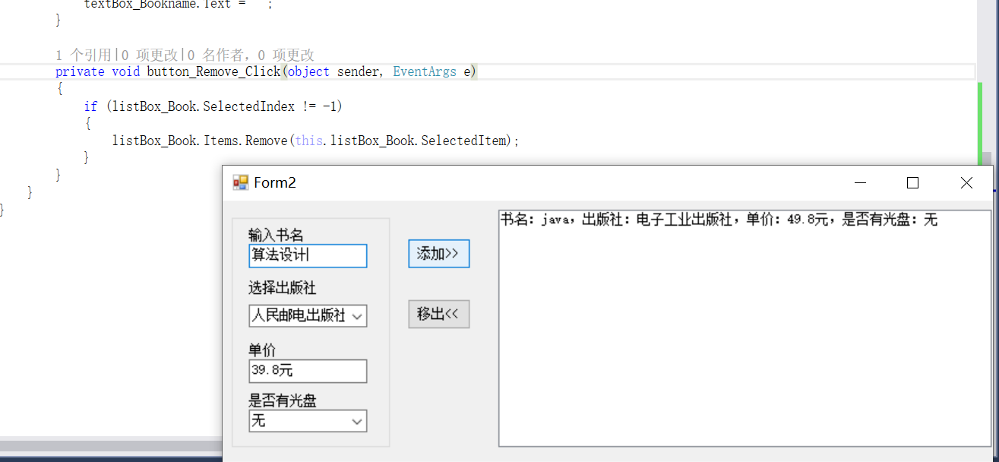 textBox_Bookname.Text = " ";
}
1 个引用|0 项更改|0 名作者，0 项更改
private void button_Remove_Click(object sender, EventArgs e)
{
if (listBox_Book.SelectedIndex != -1)
{
listBox_Book.Items.Remove(this.listBox_Book.SelectedItem);
}
}
}
}
Form2
输入书名
算法设计
选择出版社
人民邮电出版社
单价
39.8元
是否有光盘
无
添加>>
移出<<
书名：java，出版社：电子工业出版社，单价：49.8元，是否有光盘：无